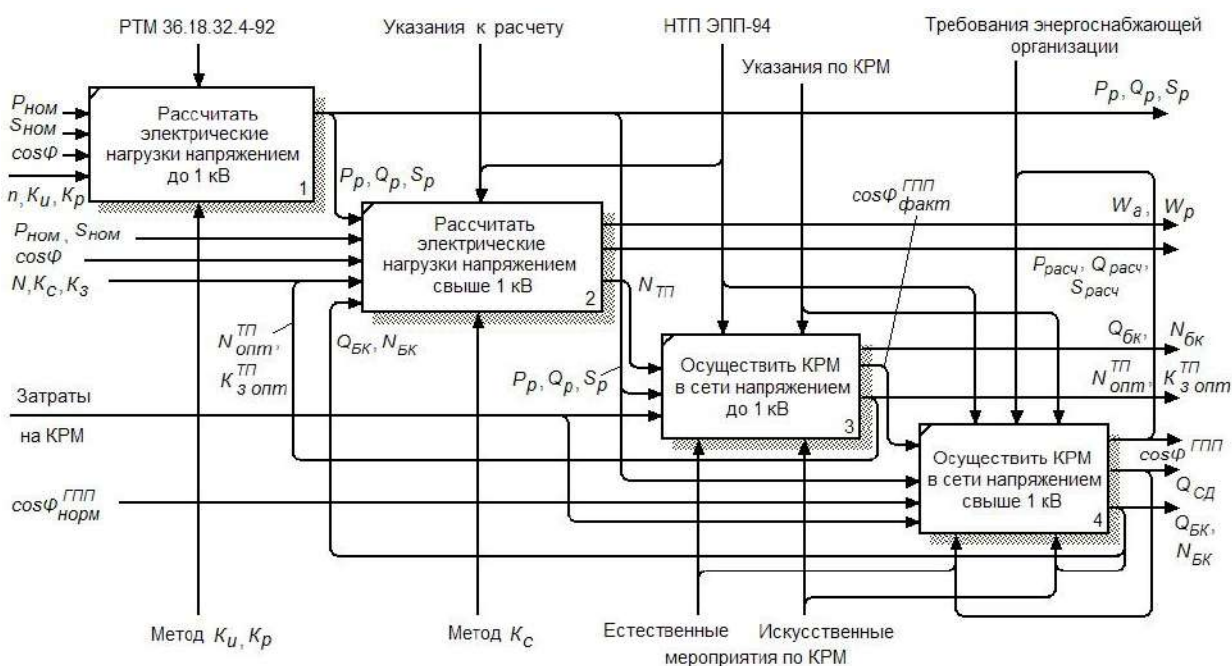 РТМ 36.18.32.4-92
Указания к расчету
НТП ЭПП-94
Требования энергоснабжающей
организации
Указания по КРМ
Pном
Sном
cosφ
n, Kи, Kр
Рассчитать
электрические
нагрузки напряжением
до 1 кВ
1
Pр, Qр, Sр
Pр, Qр, Sр
cosφ ГПП факт
Pном, Sном
cosφ
N, Kс, Kз
Рассчитать
электрические
нагрузки напряжением
свыше 1 кВ
2
Wа, Wр
Pрасч, Qрасч,
Sрасч
NТП
N ТП опт,
K ТП з опт
QБК, NБК
Pр, Qр, Sр
Осуществить КРМ
в сети напряжением
до 1 кВ
3
Qбк, Nбк
N ТП опт, K ТП з опт
Затраты
на КРМ
cosφ ГПП норм
Осуществить КРМ
в сети напряжением
свыше 1 кВ
4
cosφ ГПП
QСД
QБК,
NБК
Метод Kи, Kр
Метод Kс
Естественные
Искусственные
мероприятия по КРМ